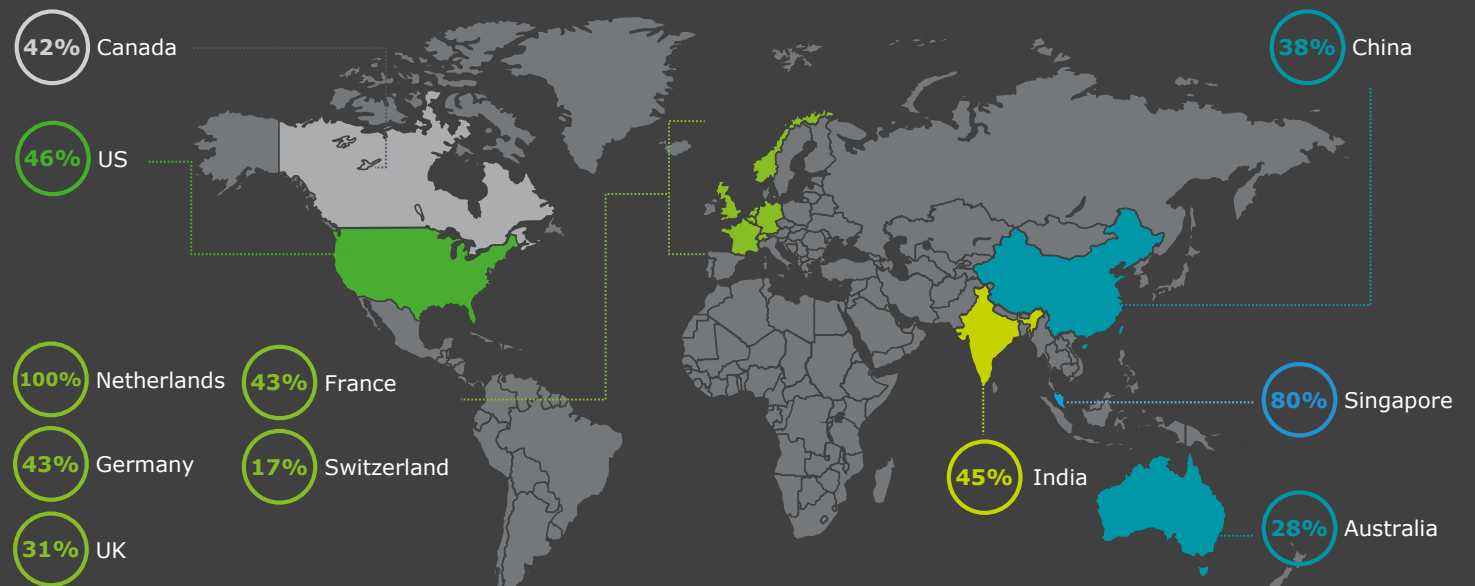 42% Canada
46% US
100% Netherlands
43% France
43% Germany
17% Switzerland
31% UK
38% China
80% Singapore
45% India
28% Australia